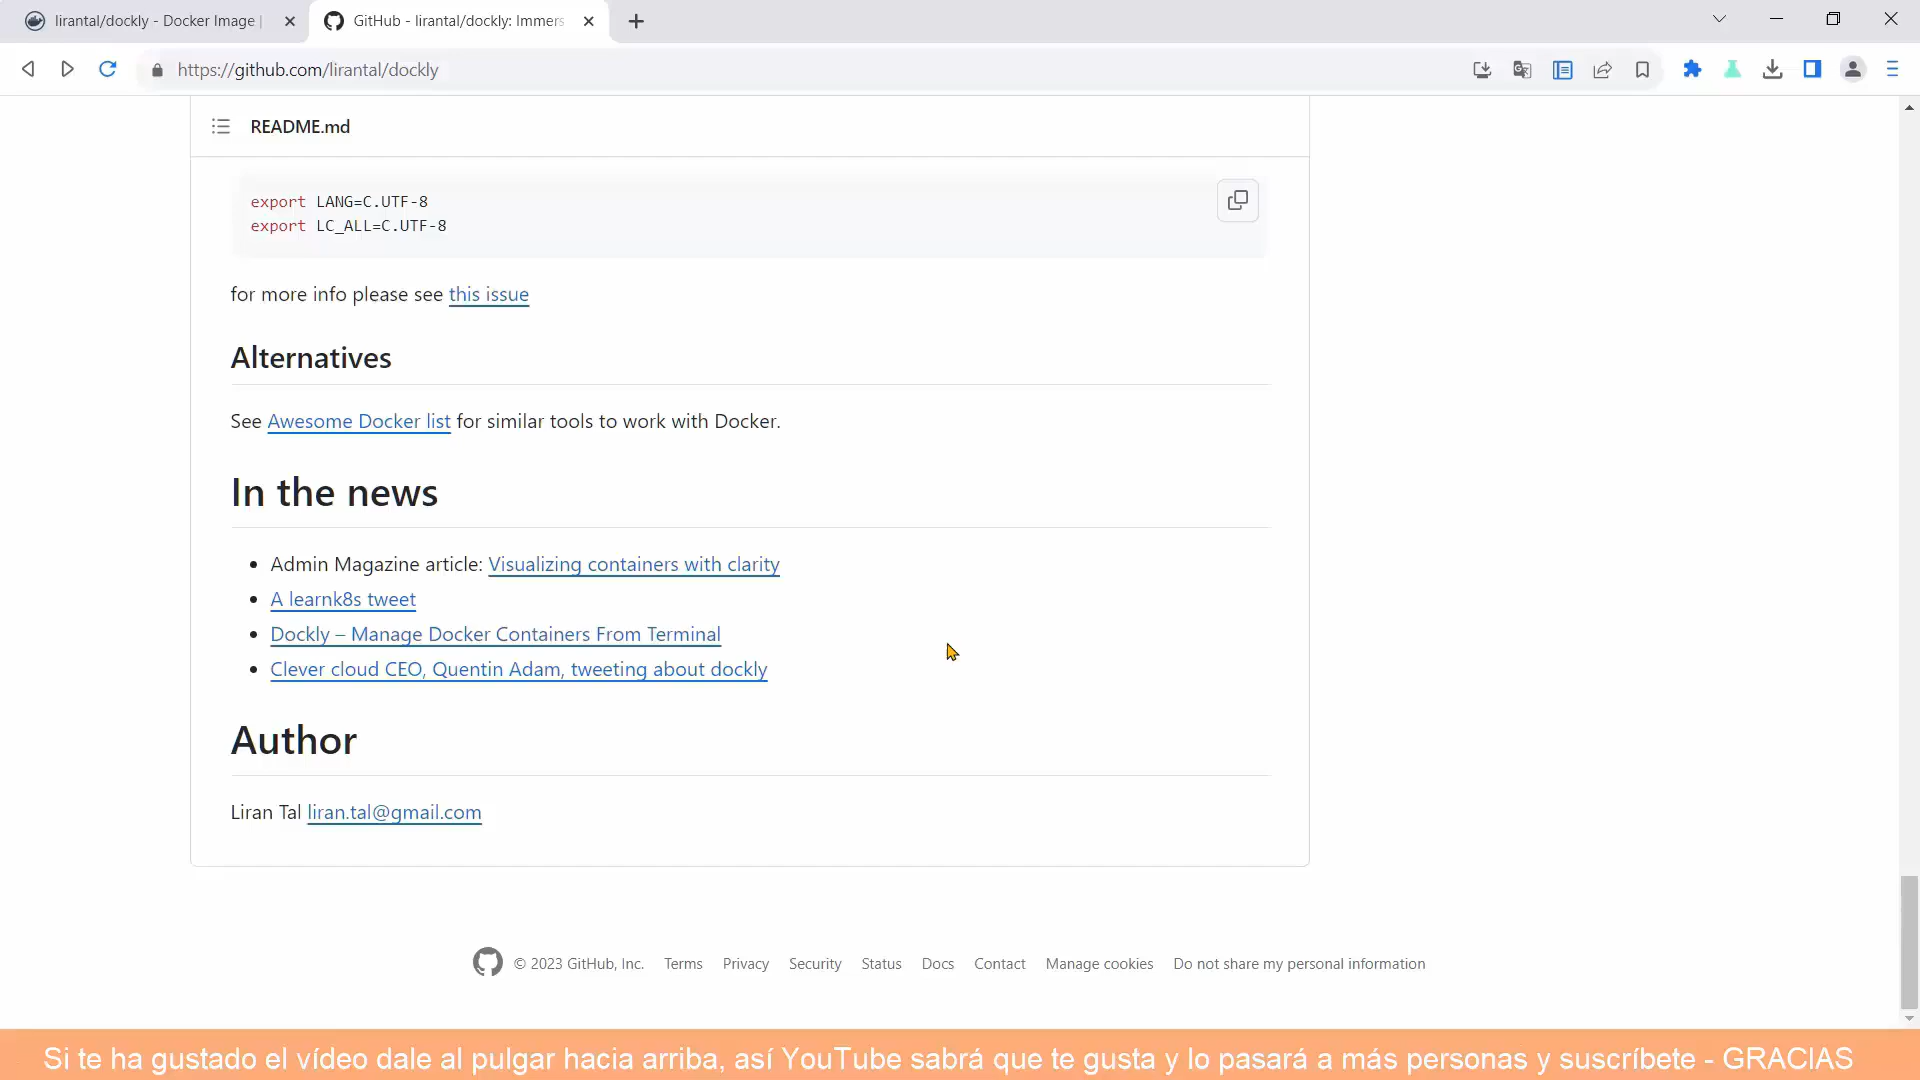 lirantal/dockly - Docker Image |
GitHub - lirantal/dockly: Immers
https://github.com/lirantal/dockly
README.md
export LANG=C.UTF-8
export LC_ALL=C.UTF-8
for more info please see this issue
Alternatives
See Awesome Docker list for similar tools to work with Docker.
In the news
Admin Magazine article: Visualizing containers with clarity
A learnk8s tweet
Dockly – Manage Docker Containers From Terminal
Clever cloud CEO, Quentin Adam, tweeting about dockly
Author
Liran Tal liran.tal@gmail.com
© 2023 GitHub, Inc. Terms Privacy Security Status Docs Contact Manage cookies Do not share my personal information
Si te ha gustado el vídeo dale al pulgar hacia arriba, así YouTube sabrá que te gusta y lo pasará a más personas y suscríbete - GRACIAS